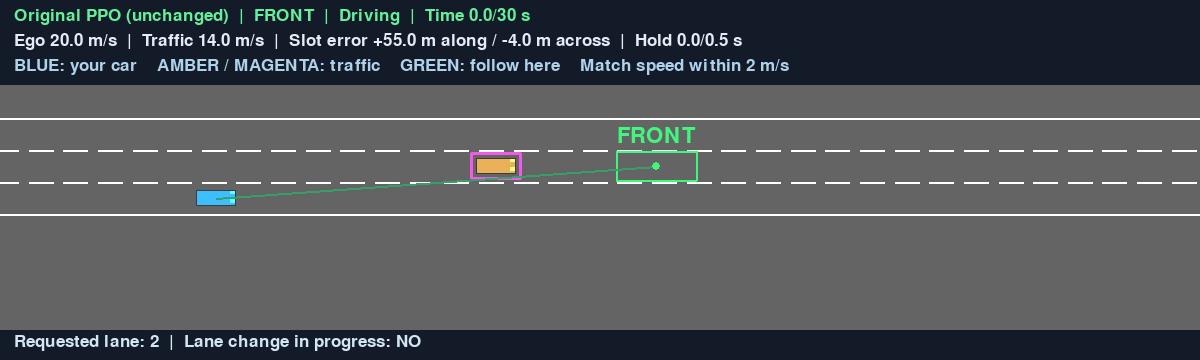 Original PPO (unchanged)  |  FRONT  |  Driving  |  Time 0.0/30 s
Ego 20.0 m/s  |  Traffic 14.0 m/s  |  Slot error +55.0 m along / -4.0 m across  |  Hold 0.0/0.5 s
BLUE: your car    AMBER / MAGENTA: traffic    GREEN: follow here    Match speed within 2 m/s
FRONT
Requested lane: 2  |  Lane change in progress: NO